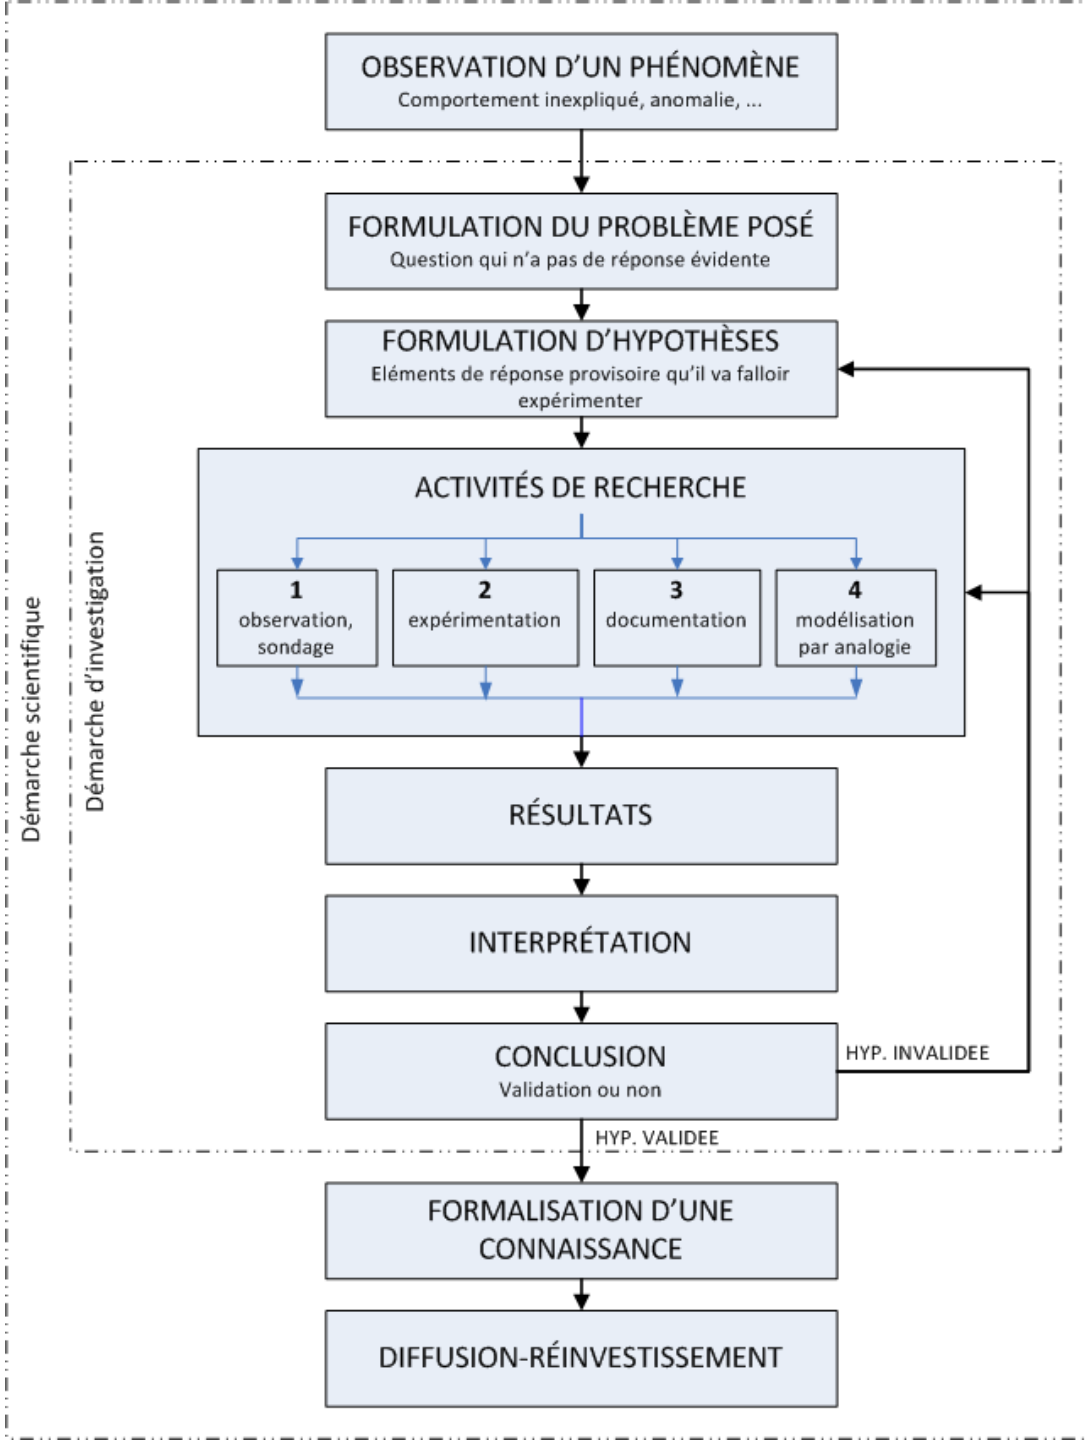 OBSERVATION D'UN PHÉNOMÈNE
Comportement inexpliqué, anomalie, ...
FORMULATION DU PROBLÈME POSÉ
Question qui n'a pas de réponse évidente
FORMULATION D'HYPOTHÈSES
Eléments de réponse provisoire qu'il va falloir
expérimenter
ACTIVITÉS DE RECHERCHE
1
observation,
sondage
2
expérimentation
3
documentation
4
modélisation
par analogie
Démarche scientifique
Démarche d'investigation
RÉSULTATS
INTERPRÉTATION
CONCLUSION
Validation ou non
HYP. INVALIDEE
HYP. VALIDEE
FORMALISATION D'UNE
CONNAISSANCE
DIFFUSION-RÉINVESTISSEMENT